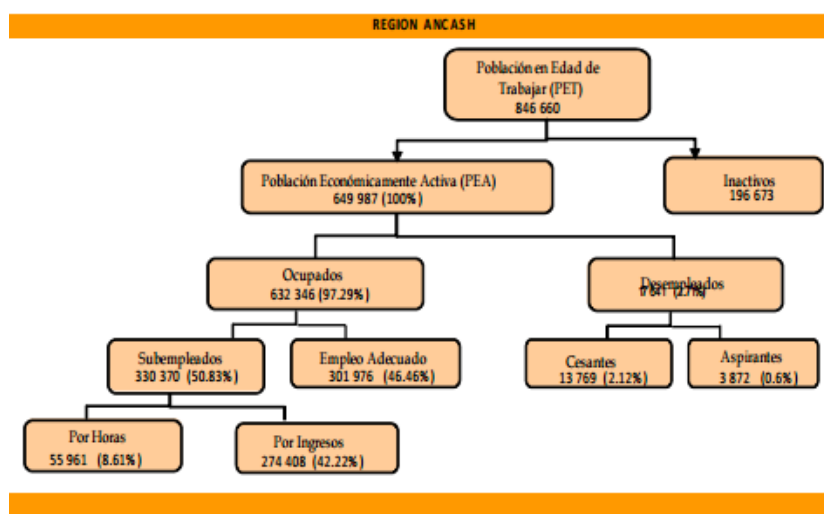 REGION ANCASH
Población en Edad de
Trabajar (PET)
846 660
Población Económicamente Activa (PEA)
649 987 (100%)
Inactivos
196 673
Ocupados
632 346 (97.29%)
Desempleados
(2.71%)
Subempleados
330 370 (50.83%)
Empleo Adecuado
301 976 (46.46%)
Cesantes
13 769 (2.12%)
Aspirantes
3 872 (0.6%)
Por Horas
55 961 (8.61%)
Por Ingresos
274 408 (42.22%)